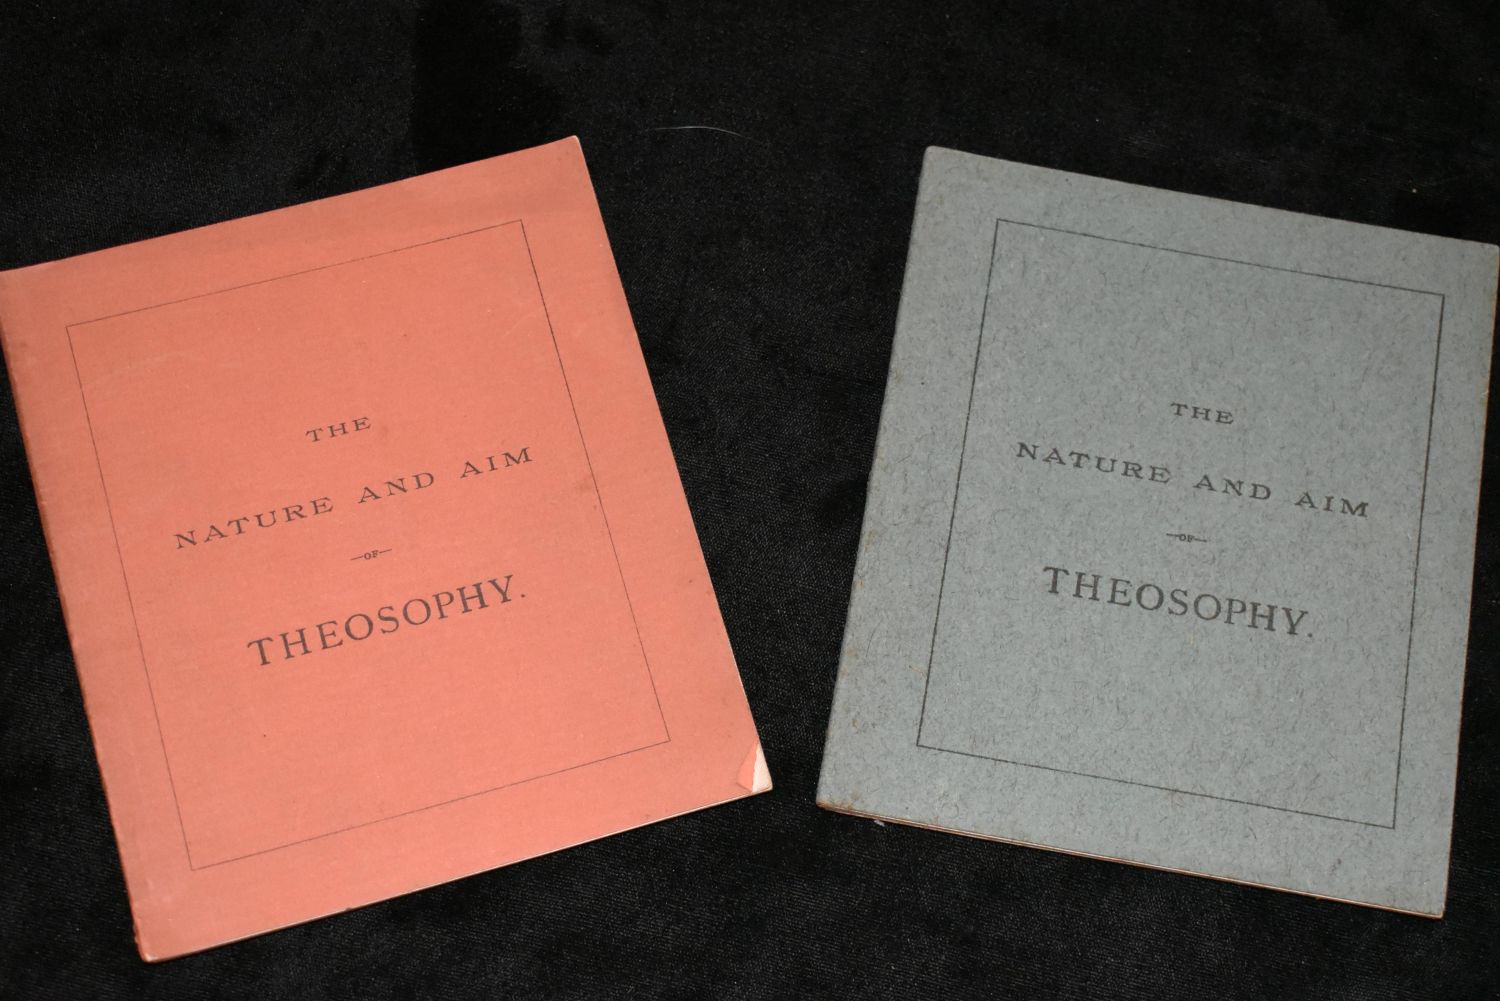 THE
NATURE AND AIM
—OF—
THEOSOPHY.
THE
NATURE AND AIM
—OF—
THEOSOPHY.